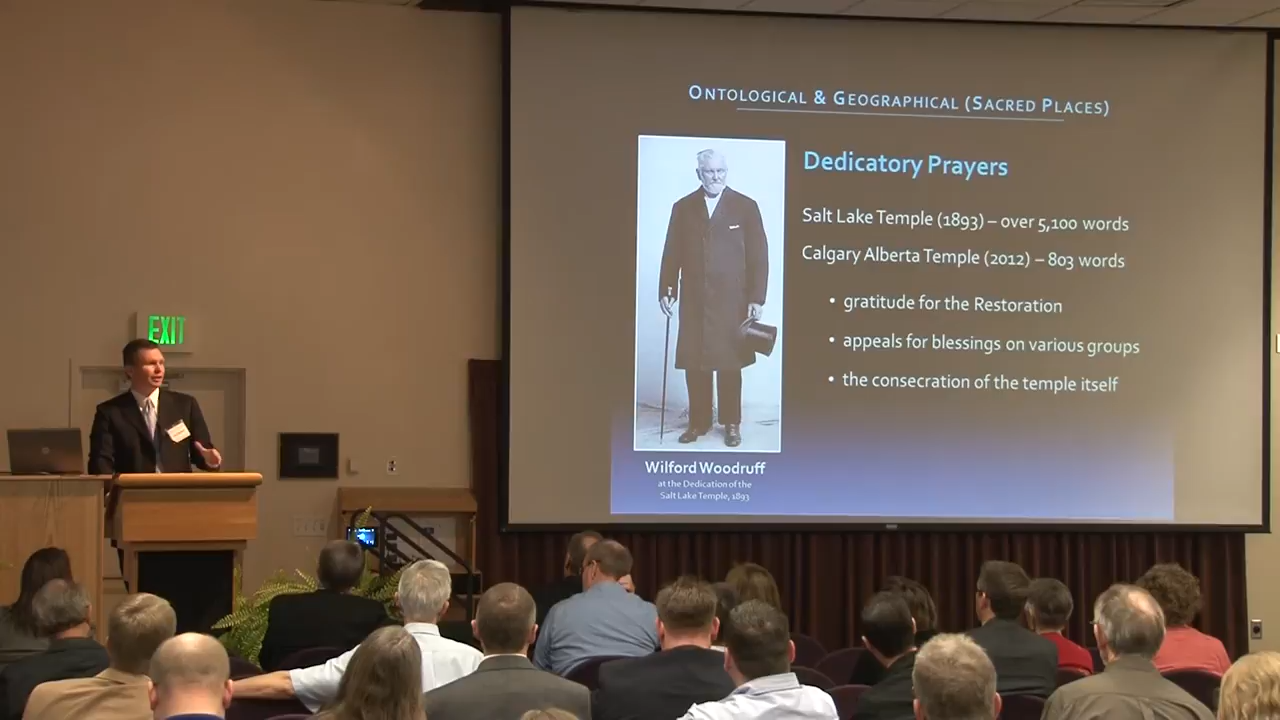 ONTOLOGICAL & GEOGRAPHICAL (SACRED PLACES)
Dedicatory Prayers
Salt Lake Temple (1893) – over 5,100 words
Calgary Alberta Temple (2012) – 803 words
• gratitude for the Restoration
• appeals for blessings on various groups
• the consecration of the temple itself
Wilford Woodruff
at the Dedication of the
Salt Lake Temple, 1893
EXIT